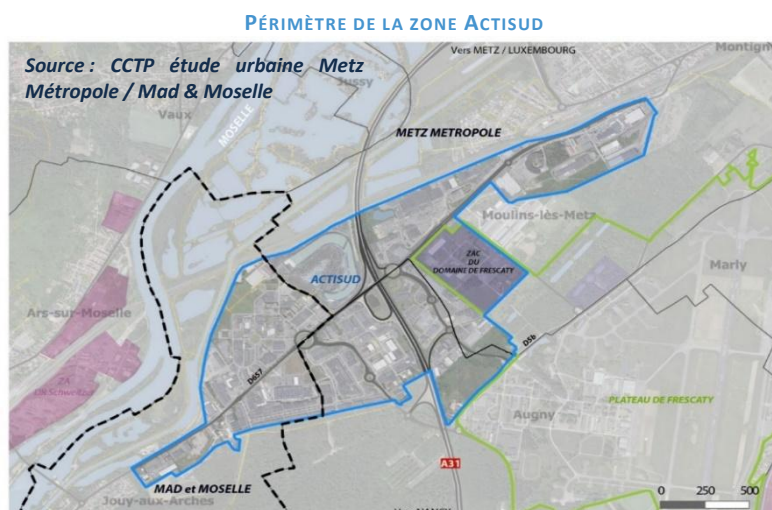 PÉRIMÈTRE DE LA ZONE ACTISUD
Source : CCTP étude urbaine Metz
Métropole / Mad & Moselle
Vers METZ / LUXEMBOURG
Montign
Jussy
Vaux
MOSELLE
METZ METROPOLE
Moulins-lès-Metz
ZAC
DU
DOMAINE DE FRESCATY
Marly
ACTISUD
Ars-sur-Moselle
D5b
D657
ZA
PLATEAU DE FRESCATY
Augny
A31
MAD et MOSELLE
Jouy-aux-Arches
0 250 500